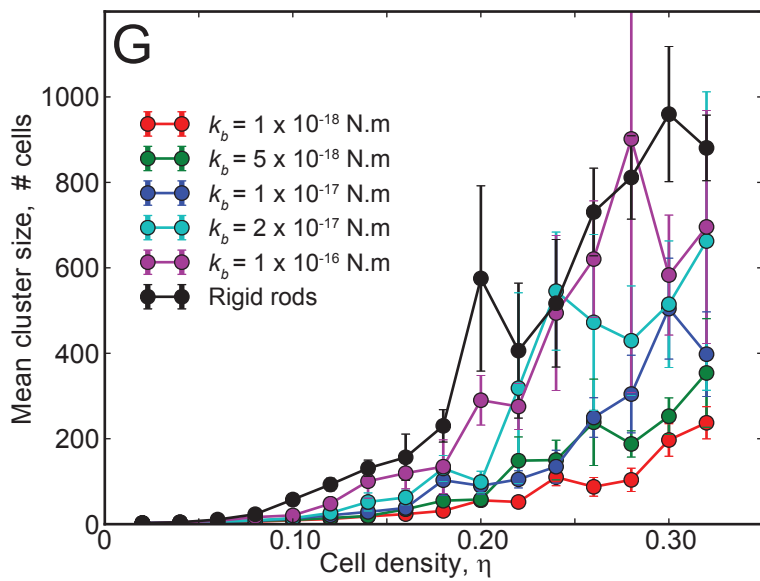 G
Mean cluster size, # cells
1000
800
600
400
200
0
k_b = 1 x 10⁻¹⁸ N.m
k_b = 5 x 10⁻¹⁸ N.m
k_b = 1 x 10⁻¹⁷ N.m
k_b = 2 x 10⁻¹⁷ N.m
k_b = 1 x 10⁻¹⁶ N.m
Rigid rods
0 0.10 0.20 0.30
Cell density, η